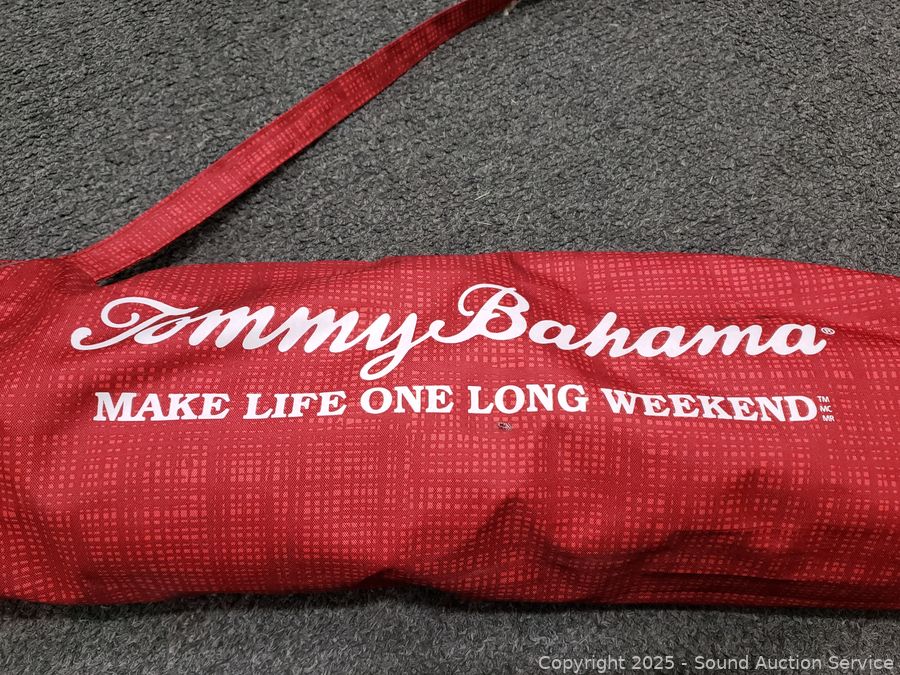 Tommy Bahama®
MAKE LIFE ONE LONG WEEKEND™
MC
MR
Copyright 2025 - Sound Auction Service